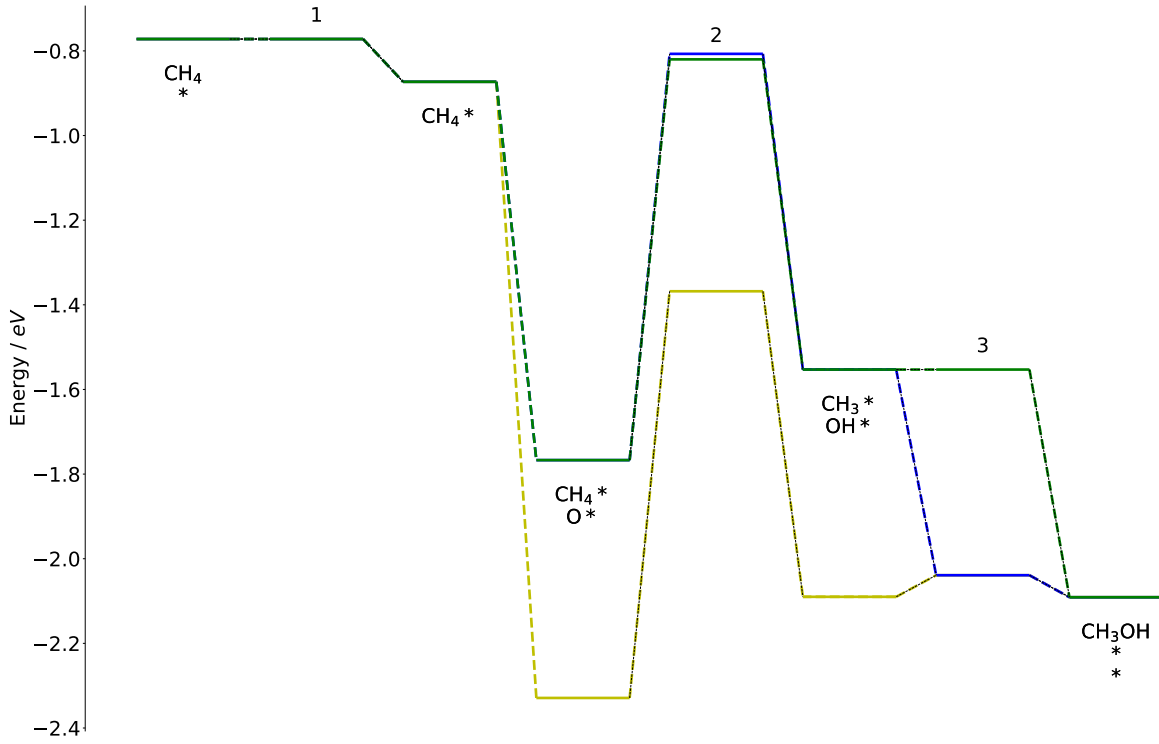 1
2
−0.8
CH₄
*
CH₄*
−1.0
−1.2
−1.4
3
Energy / eV
−1.6
CH₃*
OH*
−1.8
CH₄*
O*
−2.0
CH₃OH
*
*
−2.2
−2.4